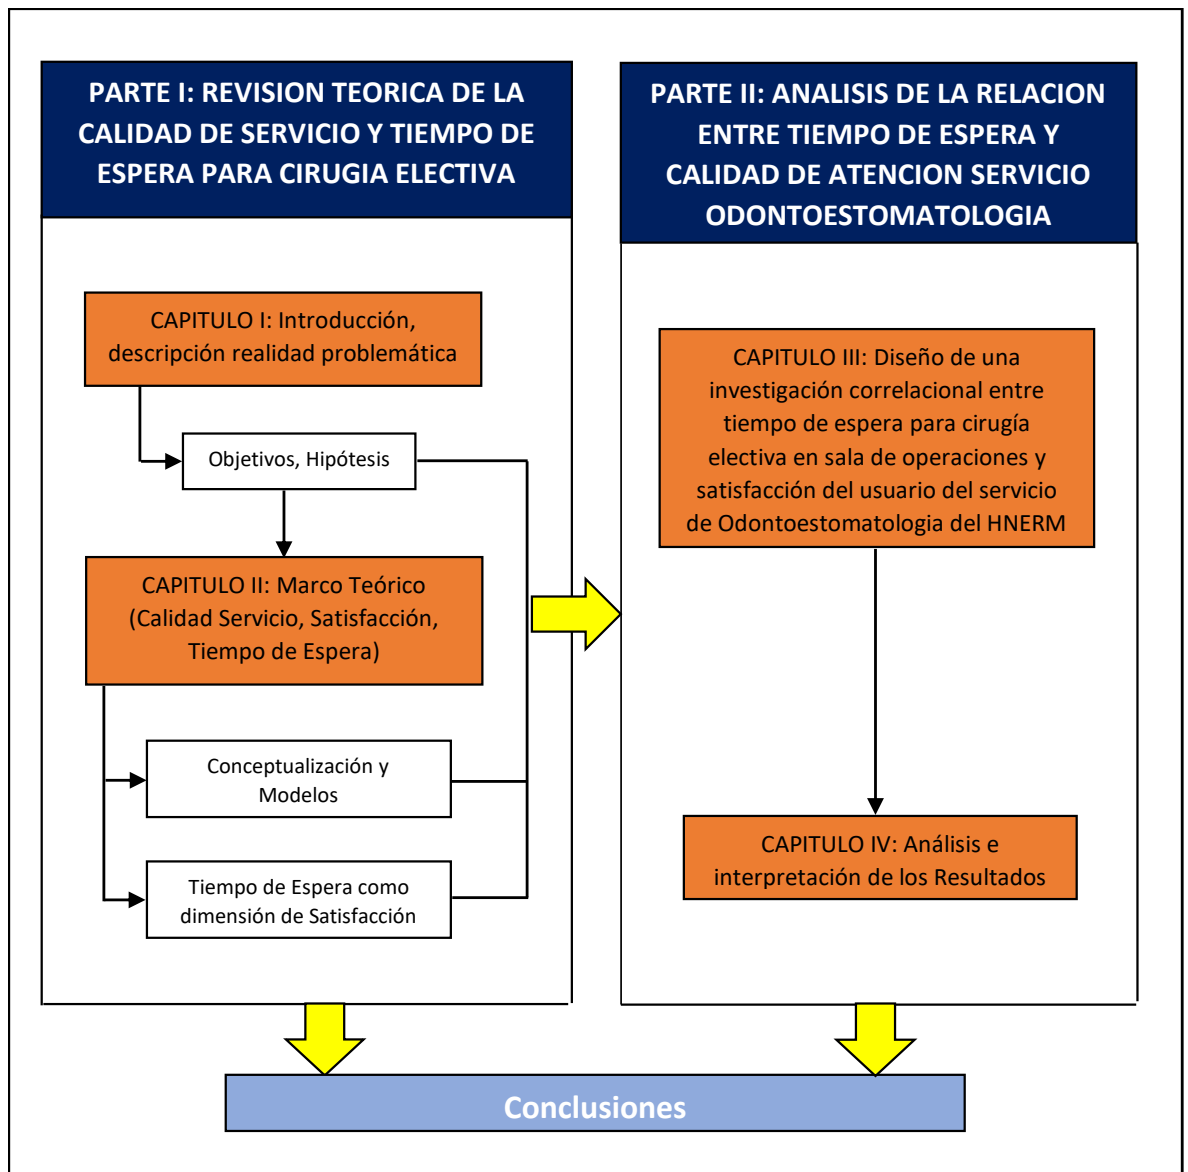 PARTE I: REVISION TEORICA DE LA
CALIDAD DE SERVICIO Y TIEMPO DE
ESPERA PARA CIRUGIA ELECTIVA
CAPITULO I: Introducción,
descripción realidad problemática
Objetivos, Hipótesis
CAPITULO II: Marco Teórico
(Calidad Servicio, Satisfacción,
Tiempo de Espera)
Conceptualización y
Modelos
Tiempo de Espera como
dimensión de Satisfacción
PARTE II: ANALISIS DE LA RELACION
ENTRE TIEMPO DE ESPERA Y
CALIDAD DE ATENCION SERVICIO
ODONTOESTOMATOLOGIA
CAPITULO III: Diseño de una
investigación correlacional entre
tiempo de espera para cirugía
electiva en sala de operaciones y
satisfacción del usuario del servicio
de Odontoestomatologia del HNERM
CAPITULO IV: Análisis e
interpretación de los Resultados
Conclusiones